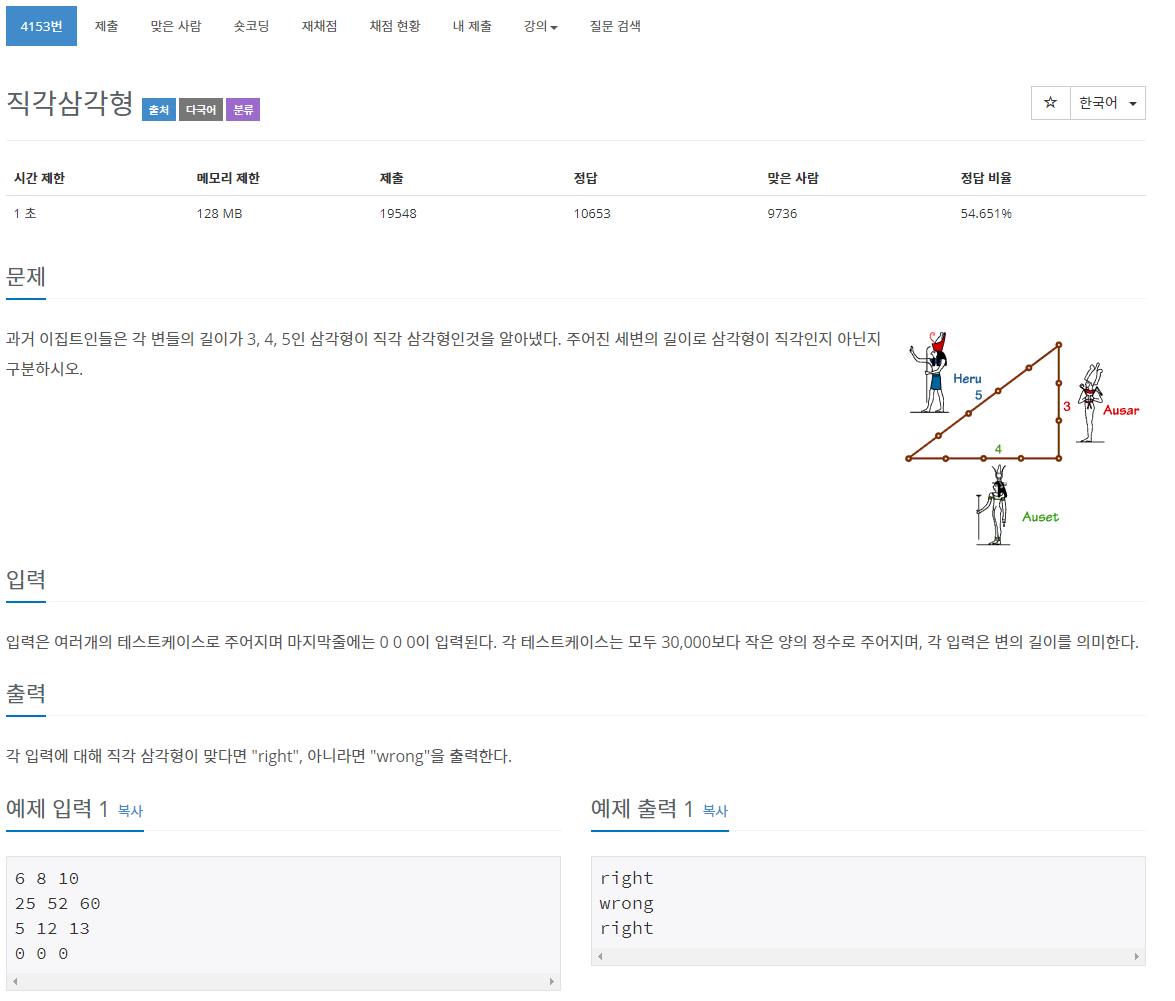 4153번 제출 맞은 사람 숏코딩 재채점 채점 현황 내 제출 강의 질문 검색
직각삼각형 출처 다국어 분류 ☆ 한국어
시간 제한 메모리 제한 제출 정답 맞은 사람 정답 비율
1 초 128 MB 19548 10653 9736 54.651%
문제
과거 이집트인들은 각 변들의 길이가 3, 4, 5인 삼각형이 직각 삼각형인것을 알아냈다. 주어진 세변의 길이로 삼각형이 직각인지 아닌지
구분하시오.
Heru
5
3 Ausar
4
Auset
입력
입력은 여러개의 테스트케이스로 주어지며 마지막줄에는 0 0 0이 입력된다. 각 테스트케이스는 모두 30,000보다 작은 양의 정수로 주어지며, 각 입력은 변의 길이를 의미한다.
출력
각 입력에 대해 직각 삼각형이 맞다면 "right", 아니라면 "wrong"을 출력한다.
예제 입력 1 복사
6 8 10
25 52 60
5 12 13
0 0 0
예제 출력 1 복사
right
wrong
right